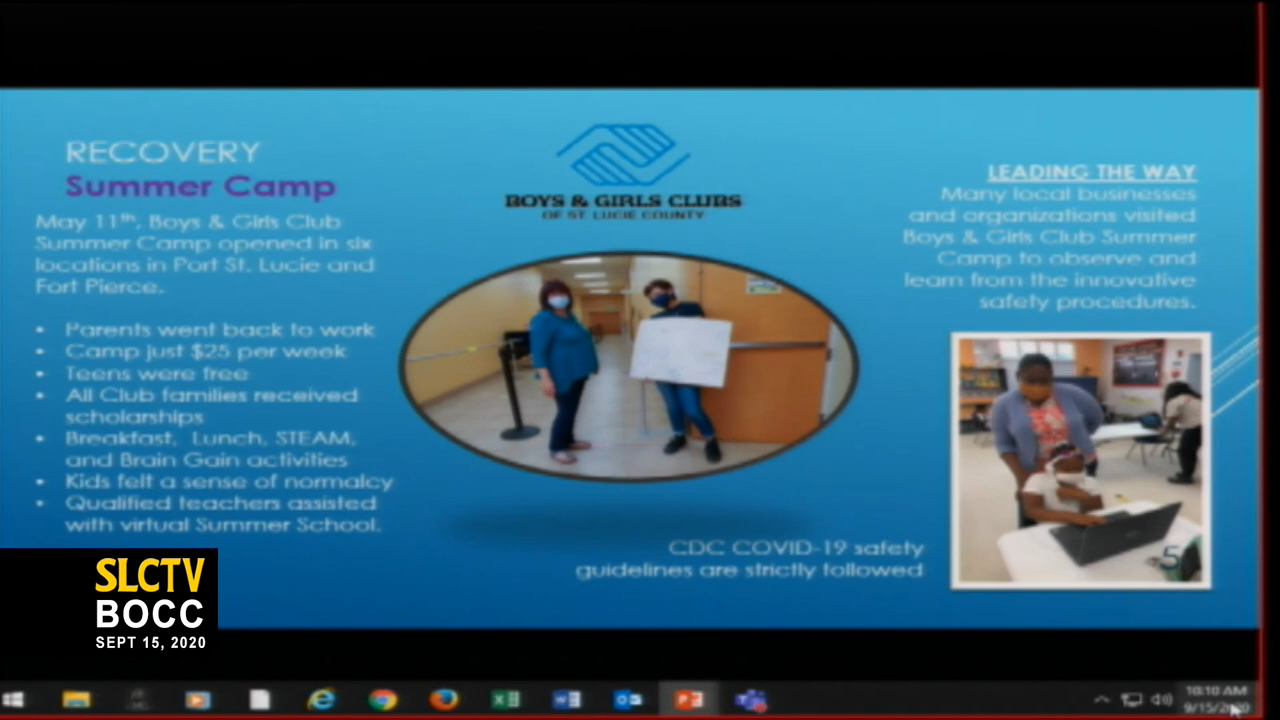 RECOVERY
Summer Camp
May 11th, Boys & Girls Club
Summer Camp opened in six
locations in Port St. Lucie and
Fort Pierce.
• Parents went back to work
• Camp just $25 per week
• Teens were free
• All Club families received
scholarships
• Breakfast, Lunch, STEAM,
and Brain Gain activities
• Kids felt a sense of normalcy
• Qualified teachers assisted
with virtual Summer School.
BOYS & GIRLS CLUBS
OF ST. LUCIE COUNTY
CDC COVID-19 safety
guidelines are strictly followed
LEADING THE WAY
Many local businesses
and organizations visited
Boys & Girls Club Summer
Camp to observe and
learn from the innovative
safety procedures.
5
SLCTV
BOCC
SEPT 15, 2020
10:10 AM
9/15/2020